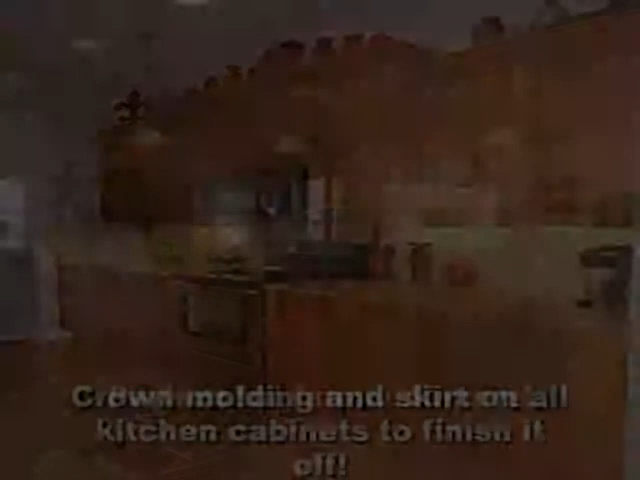 Crown molding and skirt on all
kitchen cabinets to finish it
off!